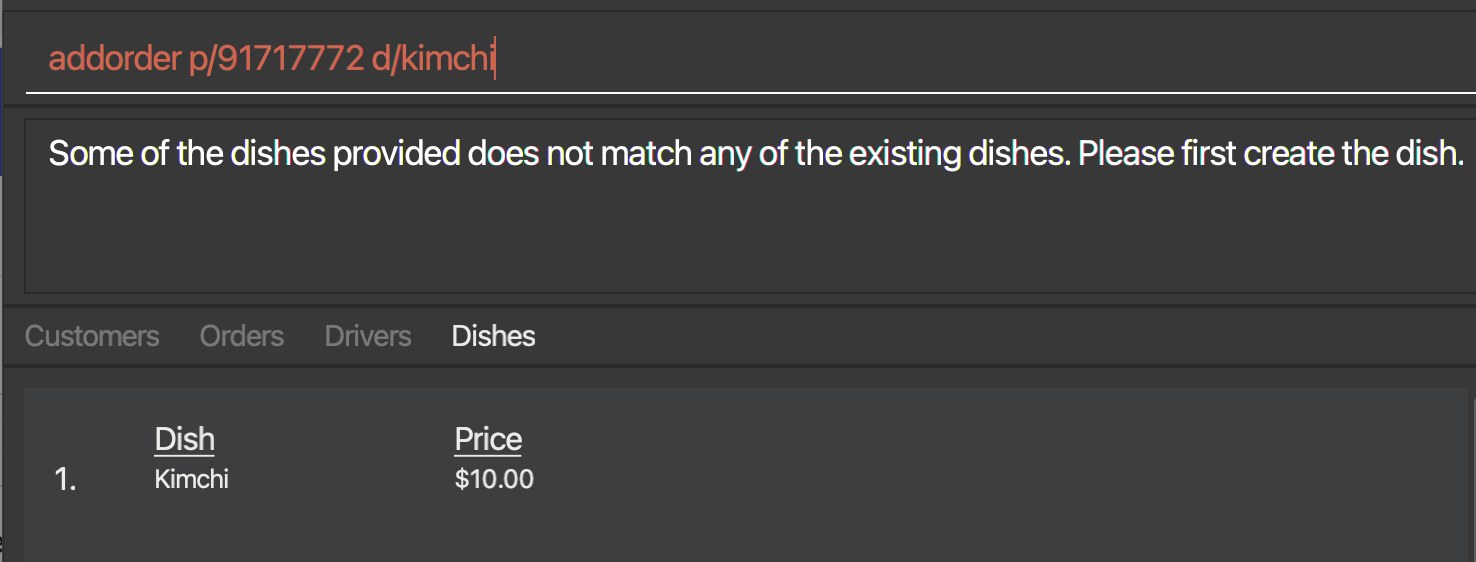 addorder p/91717772 d/kimchi
Some of the dishes provided does not match any of the existing dishes. Please first create the dish.
Customers Orders Drivers Dishes
Dish Price
1. Kimchi $10.00